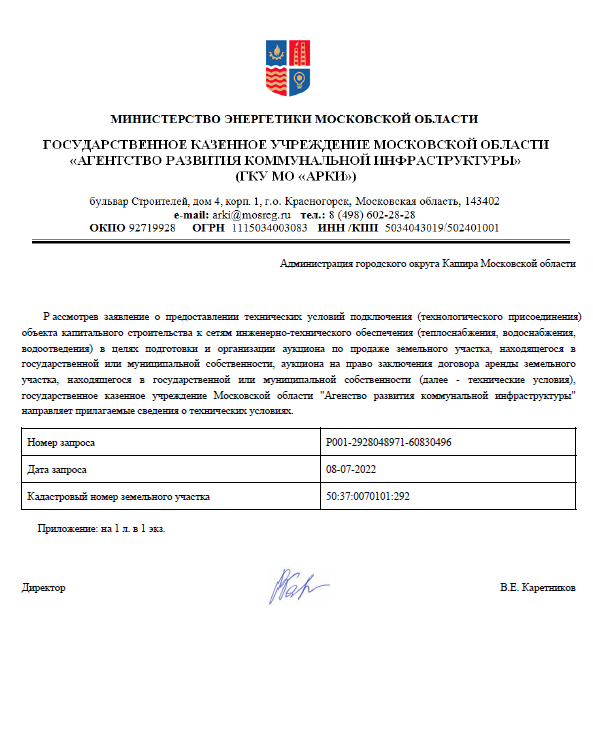 МИНИСТЕРСТВО ЭНЕРГЕТИКИ МОСКОВСКОЙ ОБЛАСТИ
ГОСУДАРСТВЕННОЕ КАЗЕННОЕ УЧРЕЖДЕНИЕ МОСКОВСКОЙ ОБЛАСТИ
«АГЕНТСТВО РАЗВИТИЯ КОММУНАЛЬНОЙ ИНФРАСТРУКТУРЫ»
(ГКУ МО «АРКИ»)
бульвар Строителей, дом 4, корп. 1, г.о. Красногорск, Московская область, 143402
e-mail: arki@mosreg.ru тел.: 8 (498) 602-28-28
ОКПО 92719928 ОГРН 1115034003083 ИНН /КПП 5034043019/502401001
Администрация городского округа Кашира Московской области
Р ассмотрев заявление о предоставлении технических условий подключения (технологического присоединения)
объекта капитального строительства к сетям инженерно-технического обеспечения (теплоснабжения, водоснабжения,
водоотведения) в целях подготовки и организации аукциона по продаже земельного участка, находящегося в
государственной или муниципальной собственности, аукциона на право заключения договора аренды земельного
участка, находящегося в государственной или муниципальной собственности (далее - технические условия),
государственное казенное учреждение Московской области "Агенство развития коммунальной инфраструктуры"
направляет прилагаемые сведения о технических условиях.
Номер запроса P001-2928048971-60830496
Дата запроса 08-07-2022
Кадастровый номер земельного участка 50:37:0070101:292
Приложение: на 1 л. в 1 экз.
Директор В.Е. Каретников